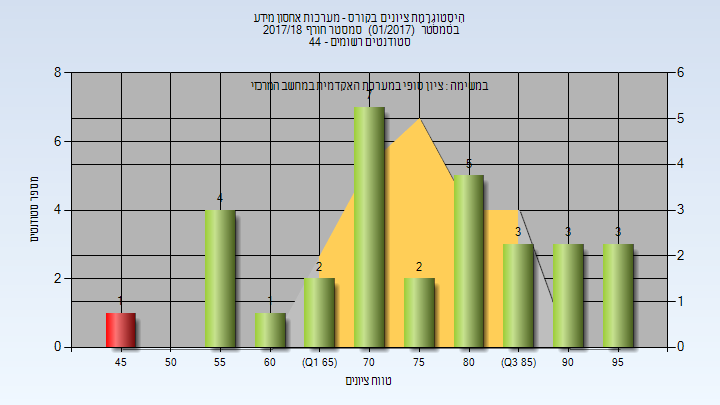 הִיסְטוגְרָמַת ציונים בקורס - מערכות אחסון מידע
בסמסטר (01/2017) סמסטר חורף 2017/18
סטודנטים רשומים - 44
במשימה : ציון סופי במערכת האקדמית במחשב המרכזי
8 6
7
6 5
5
4 4
4 3
3 3 3
2 2
2 2
1 1
1
0 0
45 50 55 60 (Q1 65) 70 75 80 (Q3 85) 90 95
מספר סטודנטים
טווח ציונים